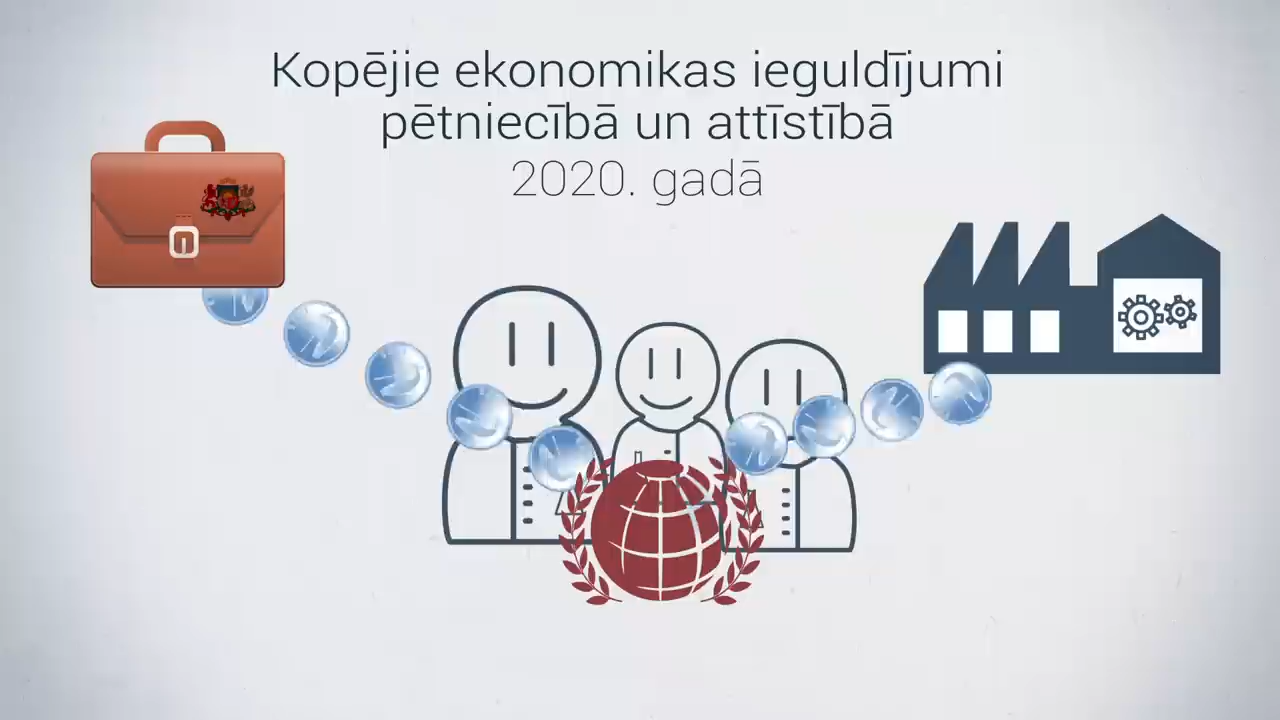 Kopējie ekonomikas ieguldījumi
pētniecībā un attīstībā
2020. gadā